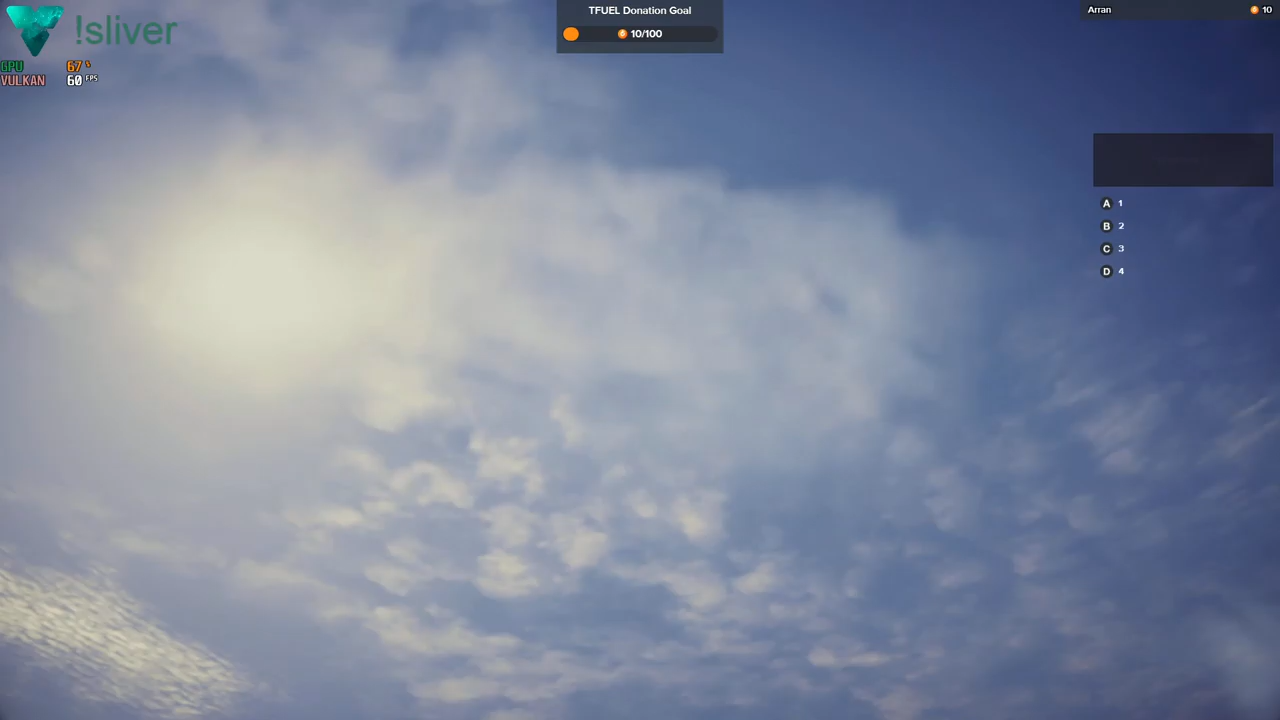 !sliver
GPU 67 %
VULKAN 60 FPS
TFUEL Donation Goal
10/100
Arran 10
A 1
B 2
C 3
D 4